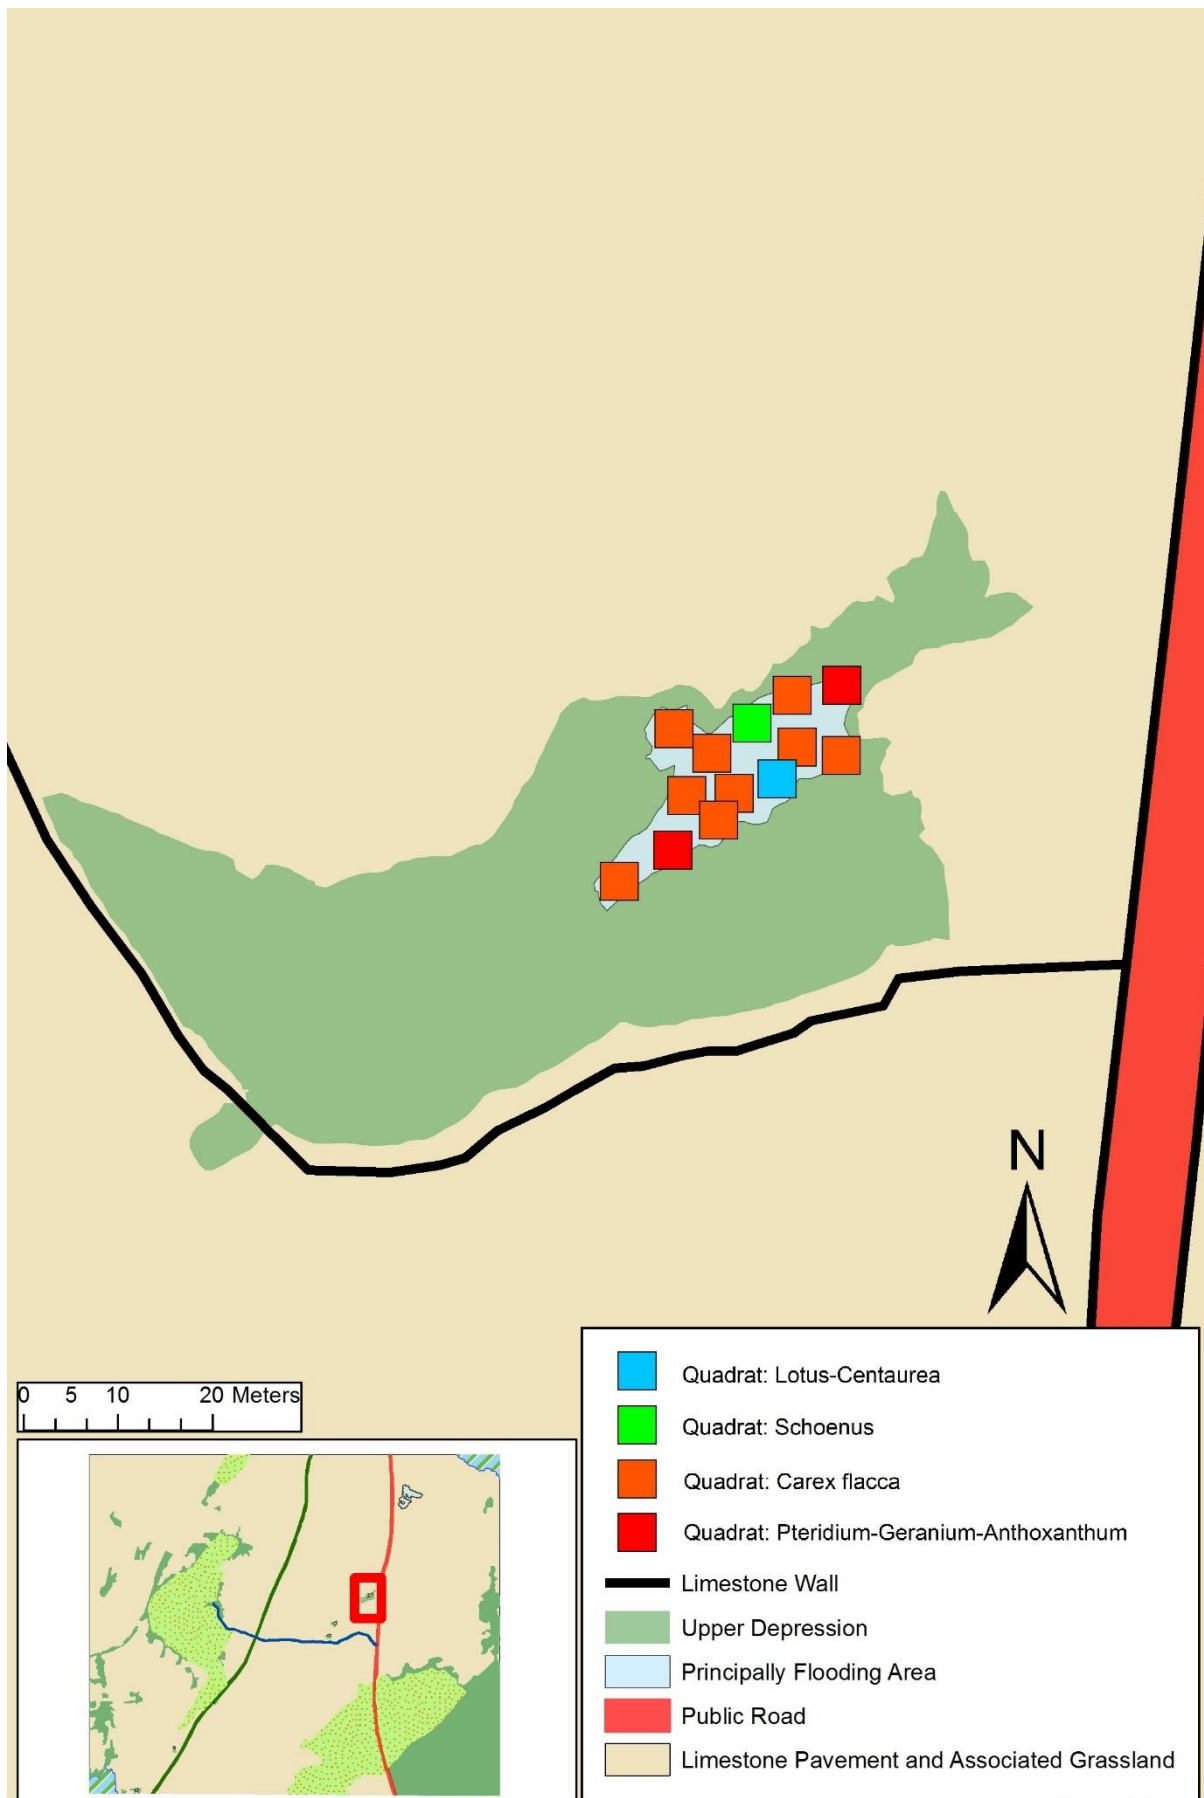 N
0 5 10 20 Meters
Quadrat: Lotus-Centaurea
Quadrat: Schoenus
Quadrat: Carex flacca
Quadrat: Pteridium-Geranium-Anthoxanthum
Limestone Wall
Upper Depression
Principally Flooding Area
Public Road
Limestone Pavement and Associated Grassland